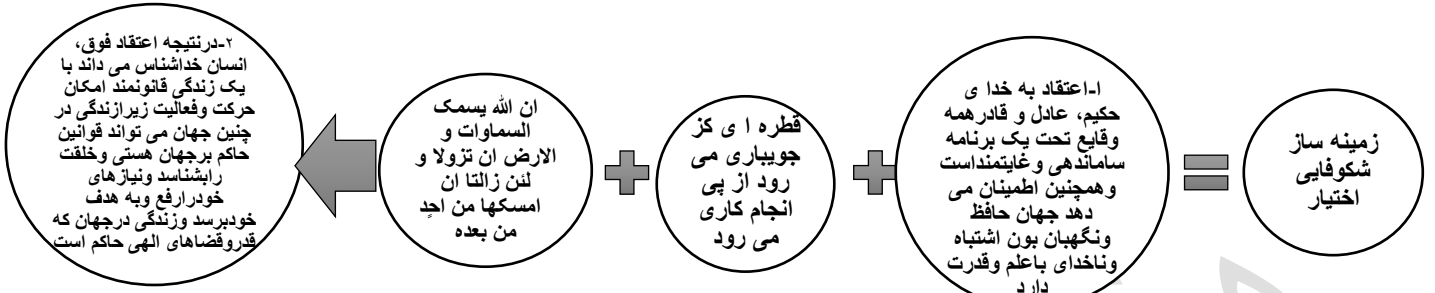 زمینه ساز
شکوفایی
اختیار
۱-اعتقاد به خدا ی
حکیم، عادل و قادرهمه
وقایع تحت یک برنامه
ساماندهی وغایتمنداست
وهمچنین اطمینان می
دهد جهان حافظ
ونگهبان بون اشتباه
وناخدای باعلم وقدرت
دارد
قطره ا ی کز
جویباری می
رود از پی
انجام کاری
می رود
ان الله یسمک
السماوات و
الارض ان تزولا و
لئن زالتا ان
امسکها من احدٍ
من بعده
۲-درنتیجه اعتقاد فوق،
انسان خداشناس می داند با
یک زندگی قانونمند امکان
حرکت وفعالیت زیرازندگی در
چنین جهان می تواند قوانین
حاکم برجهان هستی وخلقت
رابشناسد ونیازهای
خودرارفع وبه هدف
خودبرسد وزندگی درجهان که
قدروقضاهای الهی حاکم است